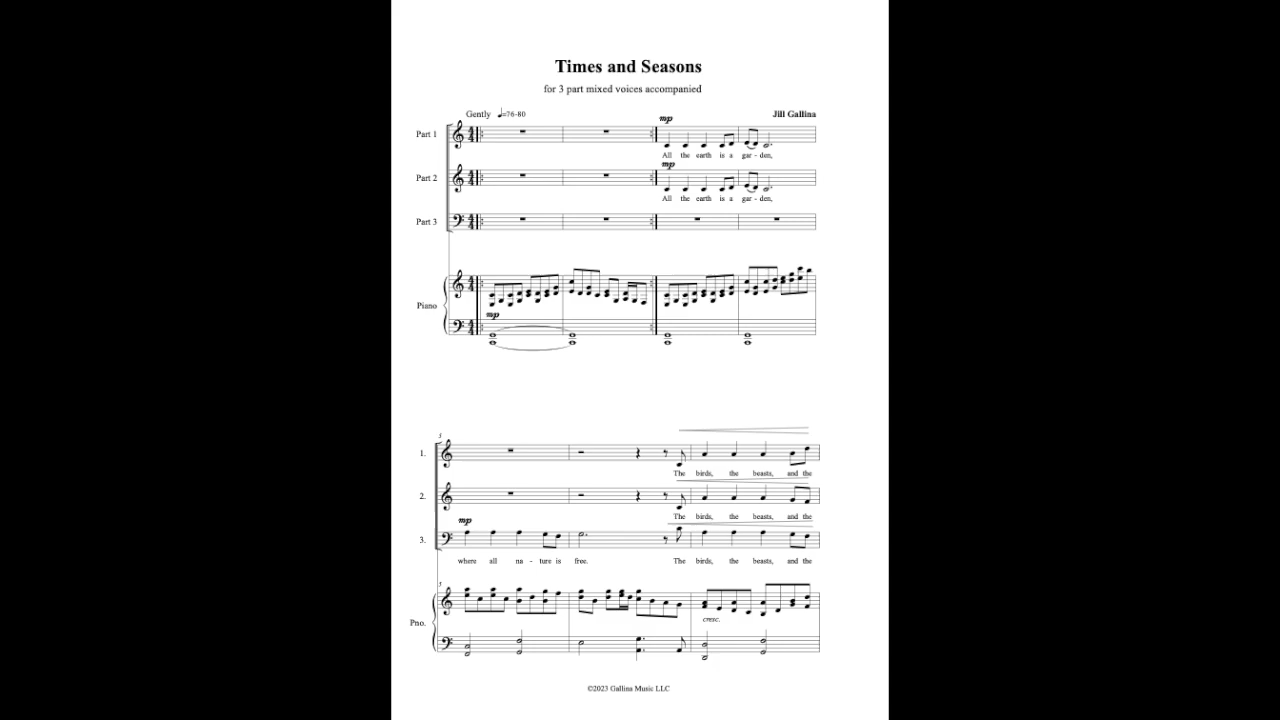 Times and Seasons
for 3 part mixed voices accompanied
Gently ♩=76-80
Jill Gallina
mp
Part 1
All the earth is a gar - den,
mp
Part 2
All the earth is a gar - den,
Part 3
Piano
mp
5
1.
The birds, the beasts, and the
2.
The birds, the beasts, and the
mp
3.
where all na - ture is free. The birds, the beasts, and the
5
Pno.
cresc.
©2023 Gallina Music LLC